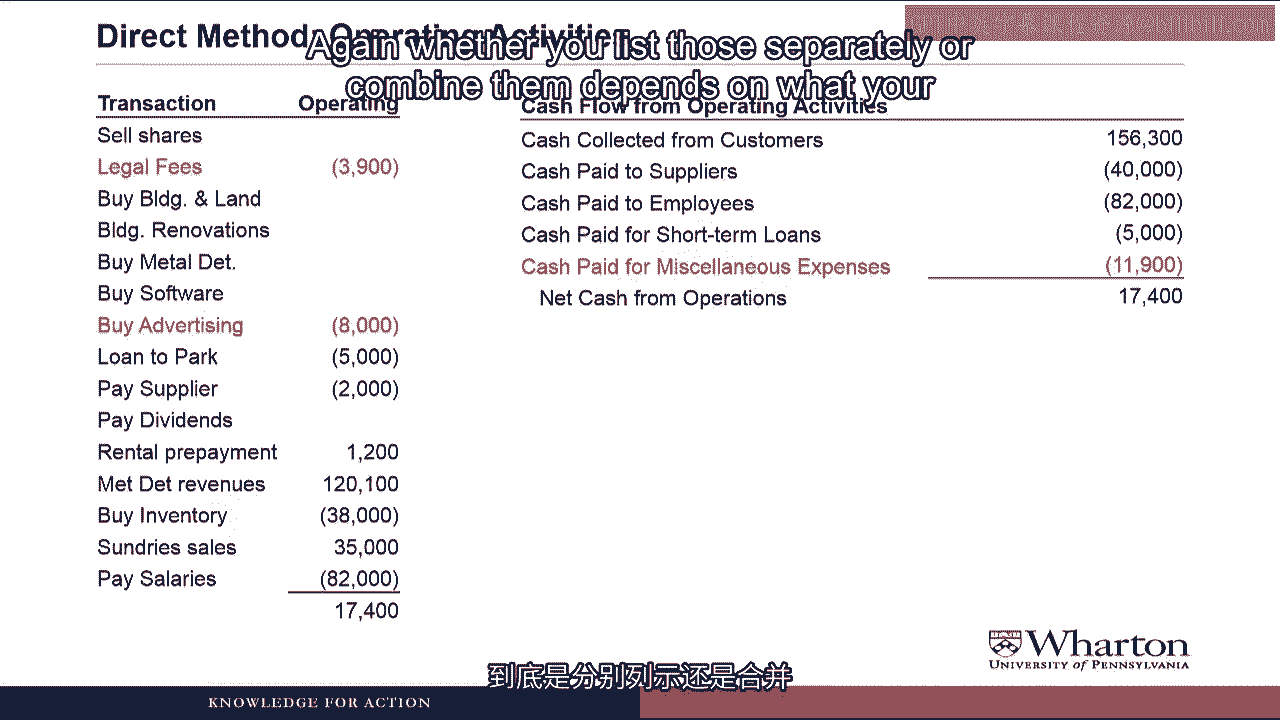 Direct Method: Operating Activities
Again whether you list those separately or
combine them depends on what your
Transaction Operating
Sell shares
Legal Fees (3,900)
Buy Bldg. & Land
Bldg. Renovations
Buy Metal Det.
Buy Software
Buy Advertising (8,000)
Loan to Park (5,000)
Pay Supplier (2,000)
Pay Dividends
Rental prepayment 1,200
Met Det revenues 120,100
Buy Inventory (38,000)
Sundries sales 35,000
Pay Salaries (82,000)
17,400
Cash Flow from Operating Activities
Cash Collected from Customers 156,300
Cash Paid to Suppliers (40,000)
Cash Paid to Employees (82,000)
Cash Paid for Short-term Loans (5,000)
Cash Paid for Miscellaneous Expenses (11,900)
Net Cash from Operations 17,400
Wharton
UNIVERSITY of PENNSYLVANIA
到底是分别列示还是合并
KNOWLEDGE FOR ACTION